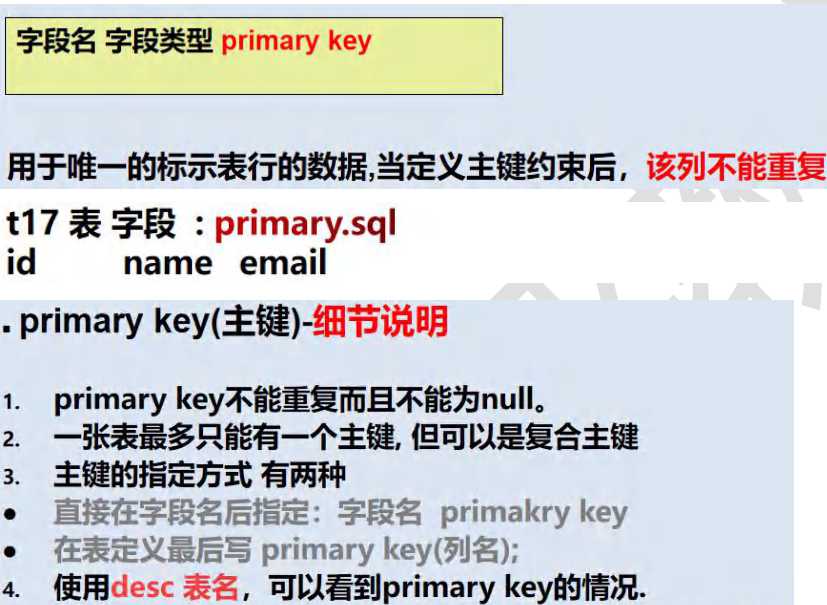 字段名 字段类型 primary key
用于唯一的标示表行的数据,当定义主键约束后，该列不能重复
t17 表 字段 : primary.sql
id name email
. primary key(主键)-细节说明
1. primary key不能重复而且不能为null。
2. 一张表最多只能有一个主键, 但可以是复合主键
3. 主键的指定方式 有两种
● 直接在字段名后指定：字段名 primakry key
● 在表定义最后写 primary key(列名);
4. 使用desc 表名，可以看到primary key的情况.